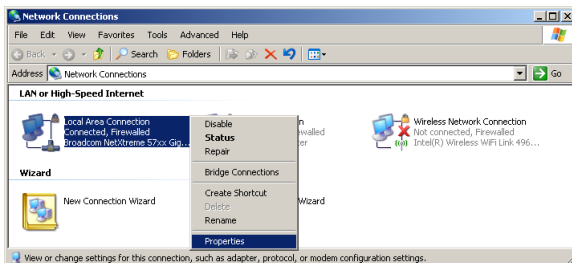 Network Connections
File Edit View Favorites Tools Advanced Help
Back Search Folders
Address Network Connections Go
LAN or High-Speed Internet
Local Area Connection
Connected, Firewalled
Broadcom NetXtreme 57xx Gig...
Disable
Status
Repair
Bridge Connections
Create Shortcut
Delete
Rename
Properties
Wireless Network Connection
Not connected, Firewalled
Intel(R) Wireless WiFi Link 496...
Wizard
New Connection Wizard
Wizard
View or change settings for this connection, such as adapter, protocol, or modem configuration settings.